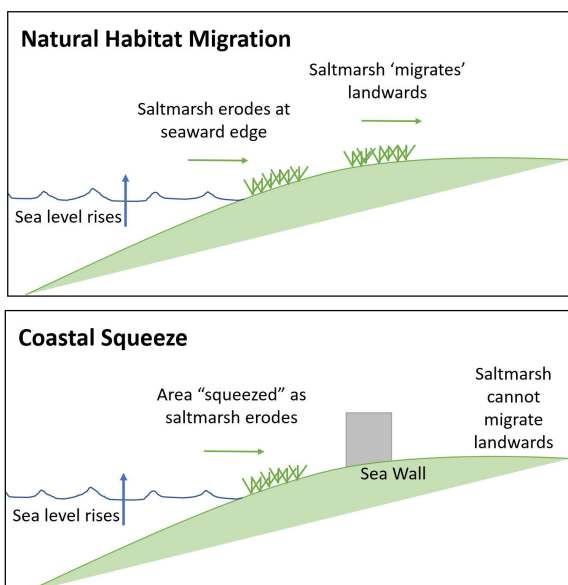 Natural Habitat Migration
Saltmarsh ‘migrates’
landwards
Saltmarsh erodes at
seaward edge
Sea level rises
Coastal Squeeze
Area “squeezed” as
saltmarsh erodes
Saltmarsh
cannot
migrate
landwards
Sea Wall
Sea level rises